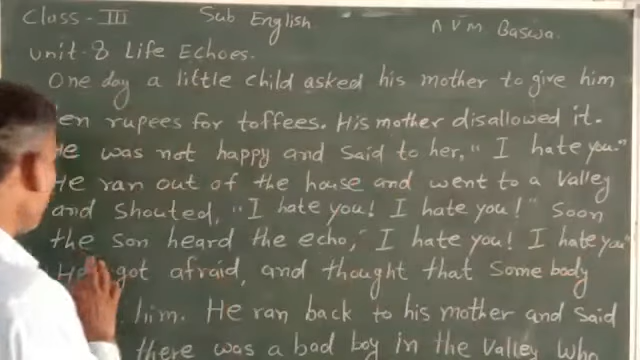 Class - III Sub English A V M Baswa.
Unit-8 Life Echoes.
One day a little child asked his mother to give him
ten rupees for toffees. His mother disallowed it.
He was not happy and said to her, "I hate you."
He ran out of the house and went to a Valley
and shouted, "I hate you! I hate you!" Soon
the son heard the echo, "I hate you! I hate you"
He got afraid, and thought that Some body
him. He ran back to his mother and said
there was a bad boy in the Valley who